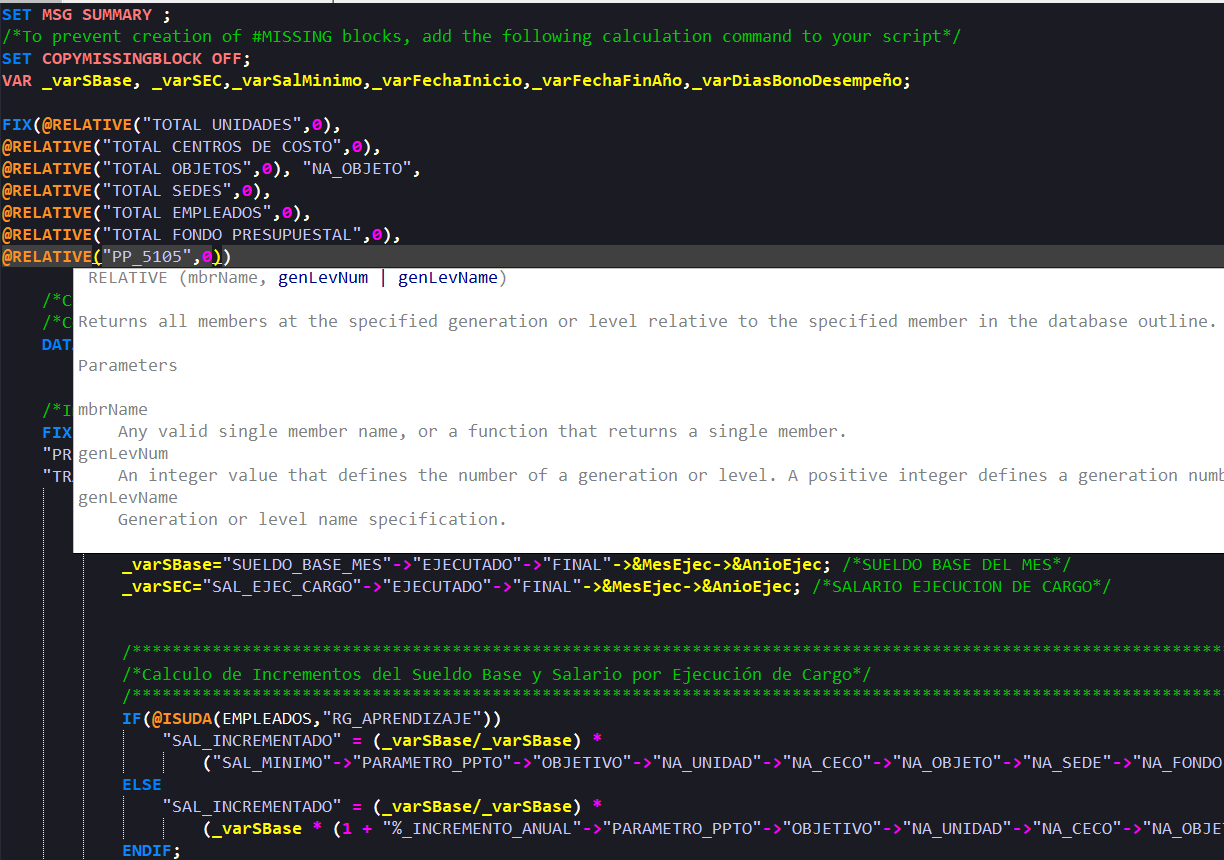 SET MSG SUMMARY ;
/*To prevent creation of #MISSING blocks, add the following calculation command to your script*/
SET COPYMISSINGBLOCK OFF;
VAR _varSBase, _varSEC,_varSalMinimo,_varFechaInicio,_varFechaFinAño,_varDiasBonoDesempeño;
FIX(@RELATIVE("TOTAL UNIDADES",0),
@RELATIVE("TOTAL CENTROS DE COSTO",0),
@RELATIVE("TOTAL OBJETOS",0), "NA_OBJETO",
@RELATIVE("TOTAL SEDES",0),
@RELATIVE("TOTAL EMPLEADOS",0),
@RELATIVE("TOTAL FONDO PRESUPUESTAL",0),
@RELATIVE("PP_5105",0))
RELATIVE (mbrName, genLevNum | genLevName)
/*C
/*C
Returns all members at the specified generation or level relative to the specified member in the database outline.
DAT
Parameters
/*I
mbrName
FIX
Any valid single member name, or a function that returns a single member.
"PR
genLevNum
"TR
An integer value that defines the number of a generation or level. A positive integer defines a generation numb
genLevName
Generation or level name specification.
_varSBase="SUELDO_BASE_MES"->"EJECUTADO"->"FINAL"->&MesEjec->&AnioEjec; /*SUELDO BASE DEL MES*/
_varSEC="SAL_EJEC_CARGO"->"EJECUTADO"->"FINAL"->&MesEjec->&AnioEjec; /*SALARIO EJECUCION DE CARGO*/
/**************************************************************************************************************
/*Calculo de Incrementos del Sueldo Base y Salario por Ejecución de Cargo*/
/**************************************************************************************************************
IF(@ISUDA(EMPLEADOS,"RG_APRENDIZAJE"))
"SAL_INCREMENTADO" = (_varSBase/_varSBase) *
("SAL_MINIMO"->"PARAMETRO_PPTO"->"OBJETIVO"->"NA_UNIDAD"->"NA_CECO"->"NA_OBJETO"->"NA_SEDE"->"NA_FONDO
ELSE
"SAL_INCREMENTADO" = (_varSBase/_varSBase) *
(_varSBase * (1 + "%_INCREMENTO_ANUAL"->"PARAMETRO_PPTO"->"OBJETIVO"->"NA_UNIDAD"->"NA_CECO"->"NA_OBJE
ENDIF;